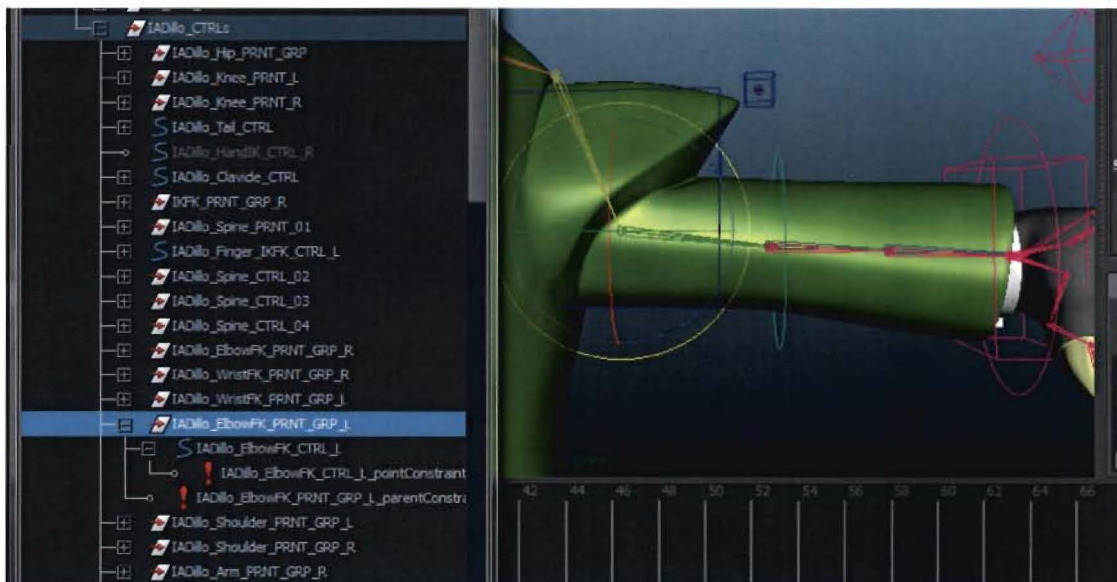 IADillo_CTRLs
IADillo_Hip_PRNT_GRP
IADillo_Knee_PRNT_L
IADillo_Knee_PRNT_R
IADillo_Tail_CTRL
IADillo_HandIK_CTRL_R
IADillo_Clavicle_CTRL
IKFK_PRNT_GRP_R
IADillo_Spine_PRNT_01
IADillo_Finger_IKFK_CTRL_L
IADillo_Spine_CTRL_02
IADillo_Spine_CTRL_03
IADillo_Spine_CTRL_04
IADillo_ElbowFK_PRNT_GRP_R
IADillo_WristFK_PRNT_GRP_R
IADillo_WristFK_PRNT_GRP_L
IADillo_ElbowFK_PRNT_GRP_L
IADillo_ElbowFK_CTRL_L
IADillo_ElbowFK_CTRL_L_pointConstraint
IADillo_ElbowFK_PRNT_GRP_L_parentConstra
IADillo_Shoulder_PRNT_GRP_L
IADillo_Shoulder_PRNT_GRP_R
IADillo_Arm_PRNT_GRP_R
42 44 46 48 50 52 54 56 58 60 62 64 66